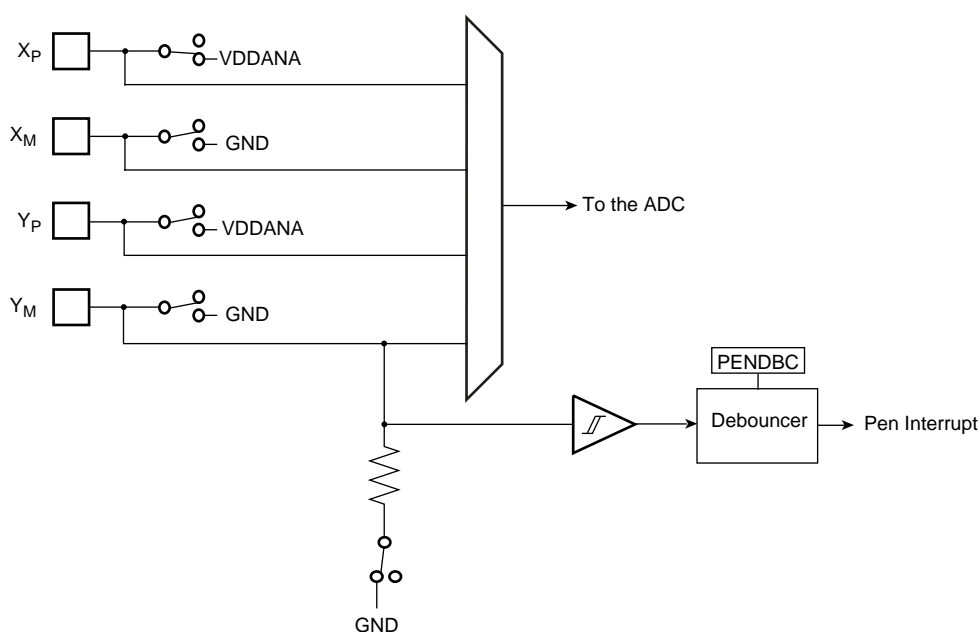 XP
VDDANA
XM
GND
YP
VDDANA
To the ADC
YM
GND
PENDBC
Debouncer
Pen Interrupt
GND